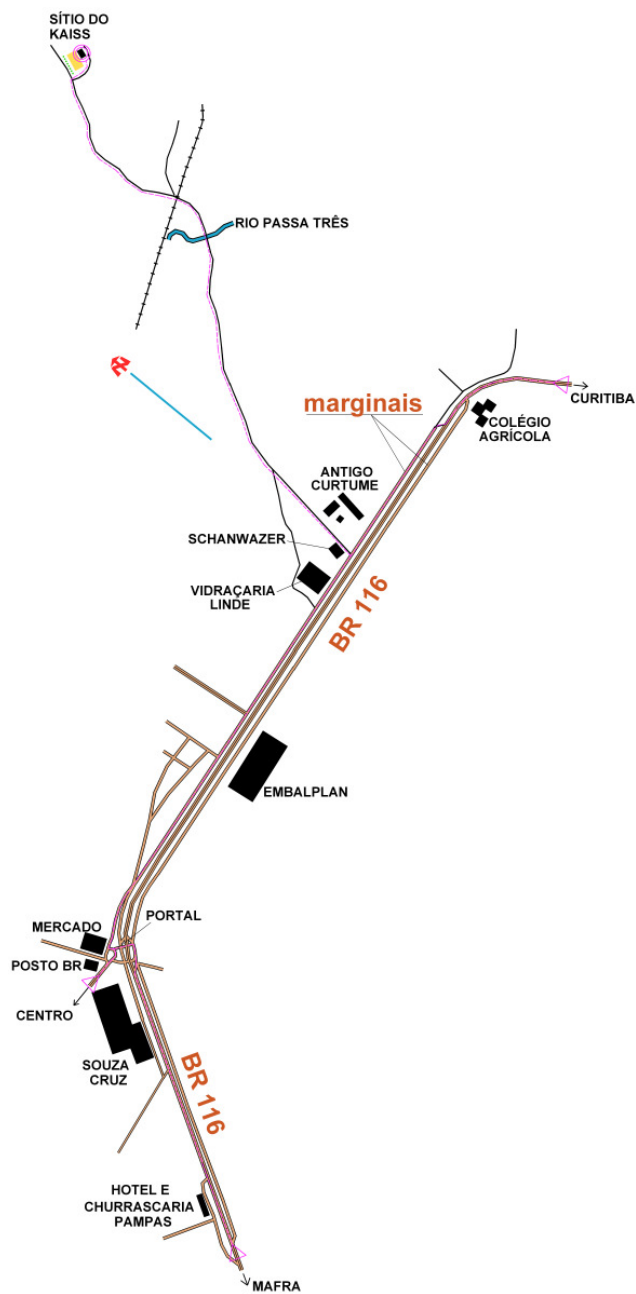 SÍTIO DO
KAISS
RIO PASSA TRÊS
CURITIBA
marginais
COLÉGIO
AGRÍCOLA
ANTIGO
CURTUME
SCHANWAZER
VIDRAÇARIA
LINDE
BR 116
EMBALPLAN
PORTAL
MERCADO
POSTO BR
CENTRO
SOUZA
CRUZ
BR 116
HOTEL E
CHURRASCARIA
PAMPAS
MAFRA